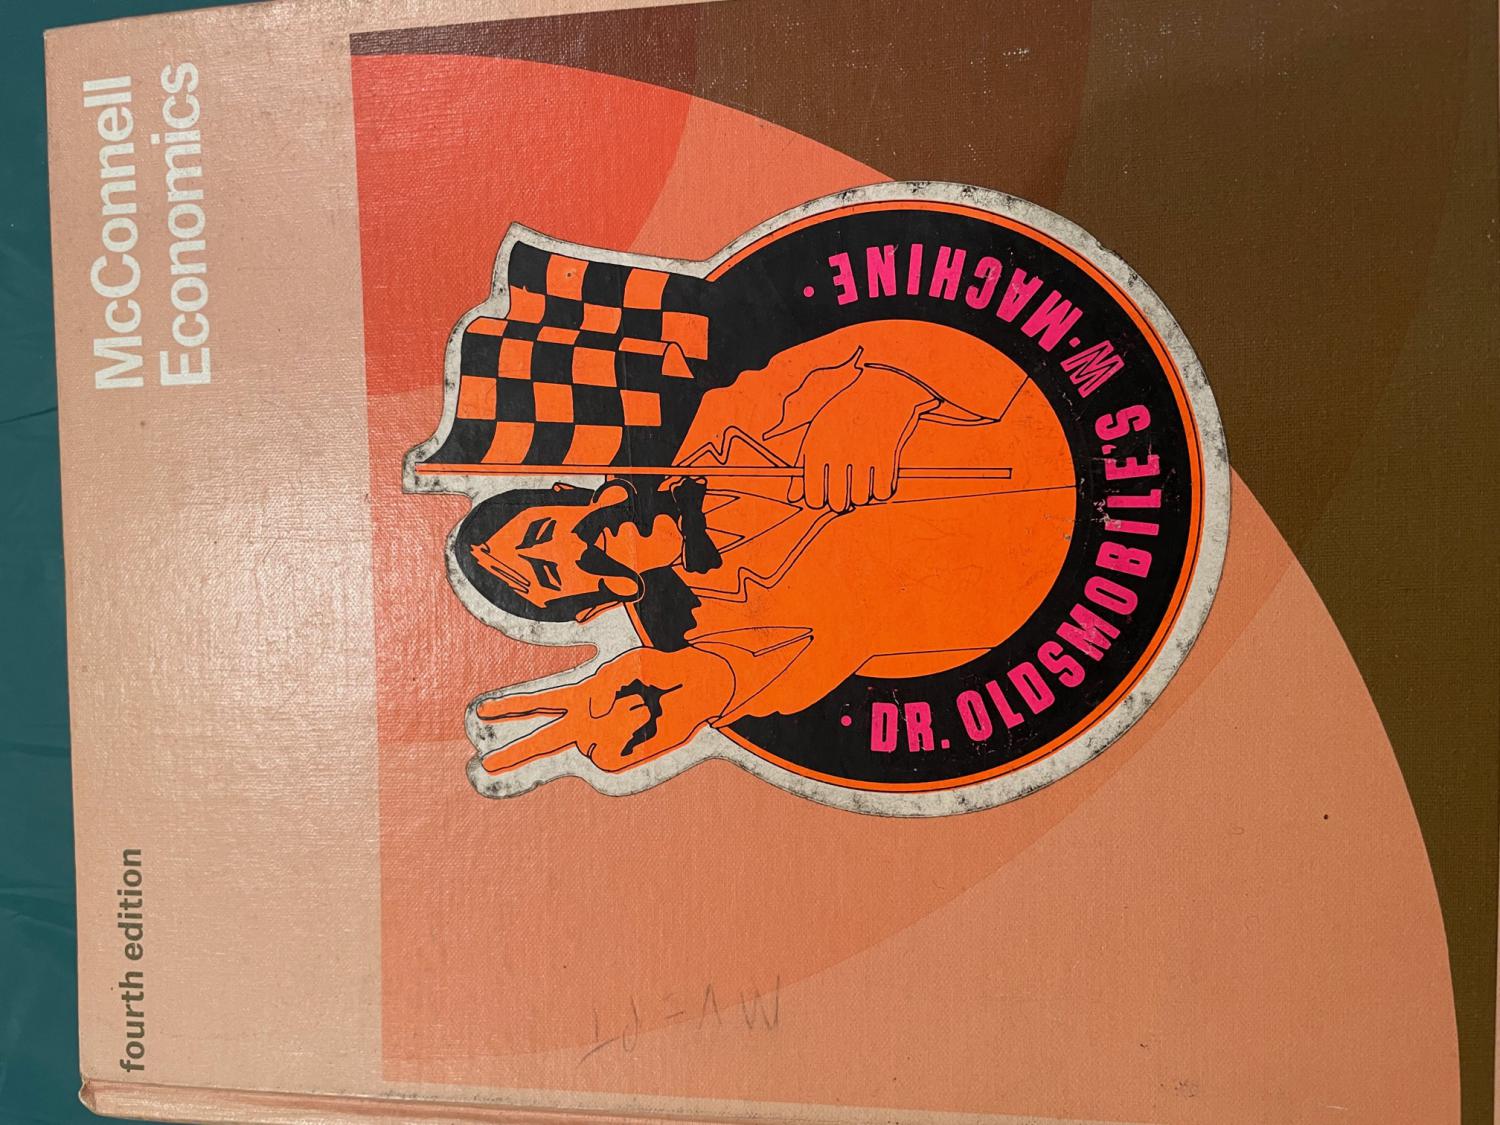 McConnell
Economics
fourth edition
• DR. OLDSMOBILE'S W-MACHINE •
MV = PT